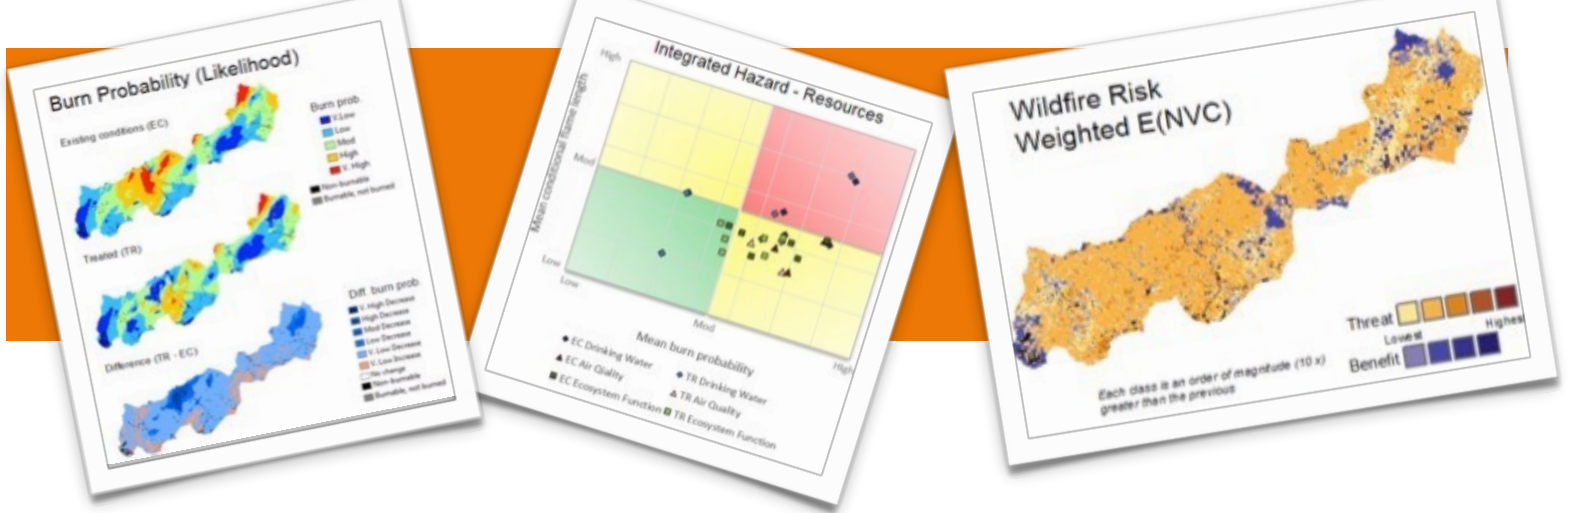 Burn Probability (Likelihood)
Existing conditions (EC)
Burn prob.
V.Low
Low
Mod
High
V. High
Non-burnable
Burnable, not burned
Treated (TR)
Diff. burn prob.
V. High Decrease
High Decrease
Mod Decrease
Low Decrease
V. Low Decrease
V. Low Increase
No change
Non-burnable
Burnable, not burned
Difference (TR - EC)
Integrated Hazard - Resources
High
Mod
Low
Mean conditional flame length
Low
Mod
High
Mean burn probability
EC Drinking Water
EC Air Qiality
EC Ecosystem Function
TR Drinking Water
TR Air Quality
TR Ecosystem Function
Wildfire Risk
Weighted E(NVC)
Threat
Lowest
Highest
Benefit
Each class is an order of magnitude (10 x)
greater than the previous